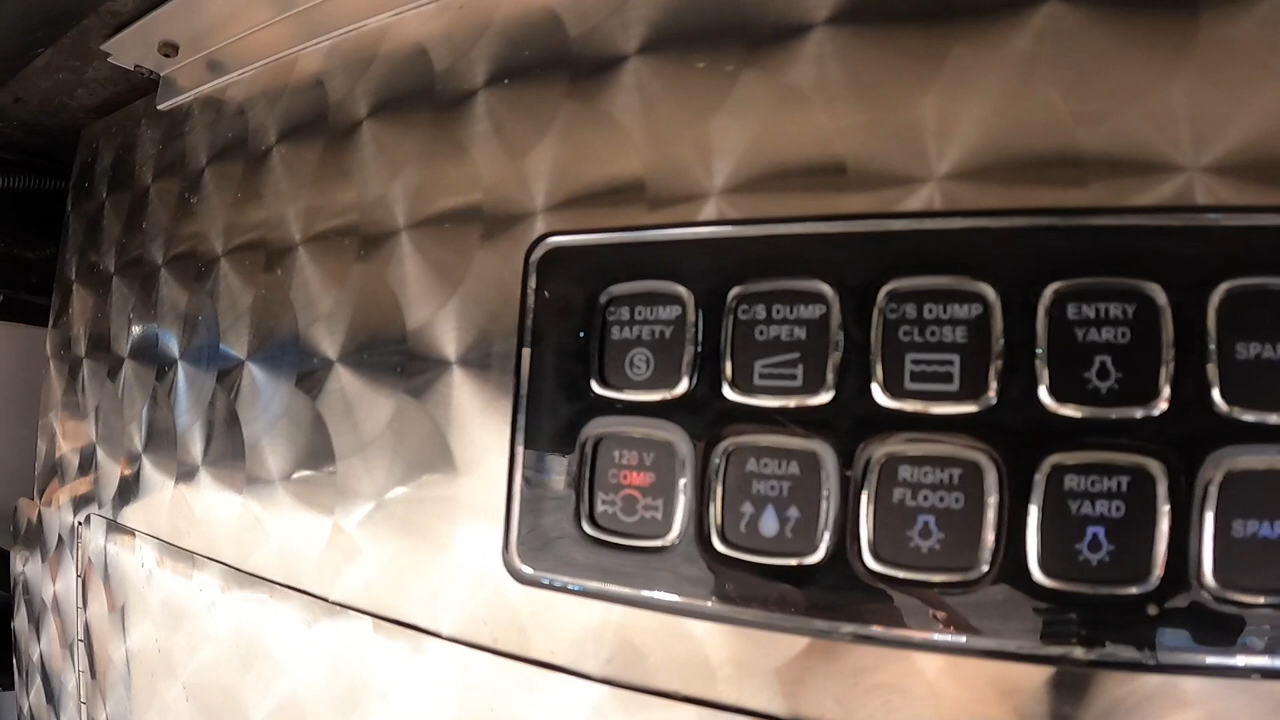 C/S DUMP
SAFETY
S
C/S DUMP
OPEN
C/S DUMP
CLOSE
ENTRY
YARD
120 V
COMP
AQUA
HOT
RIGHT
FLOOD
RIGHT
YARD